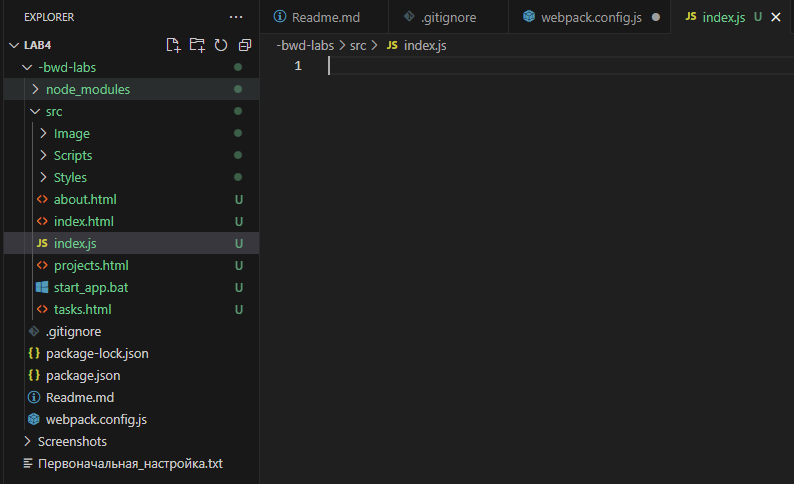 EXPLORER
Readme.md
.gitignore
webpack.config.js
JS index.js U
LAB4
-bwd-labs > src > JS index.js
-bwd-labs
1
node_modules
src
Image
Scripts
Styles
about.html U
index.html U
JS index.js U
projects.html U
start_app.bat U
tasks.html U
.gitignore
{} package-lock.json
{} package.json
Readme.md
webpack.config.js
Screenshots
Первоначальная_настройка.txt